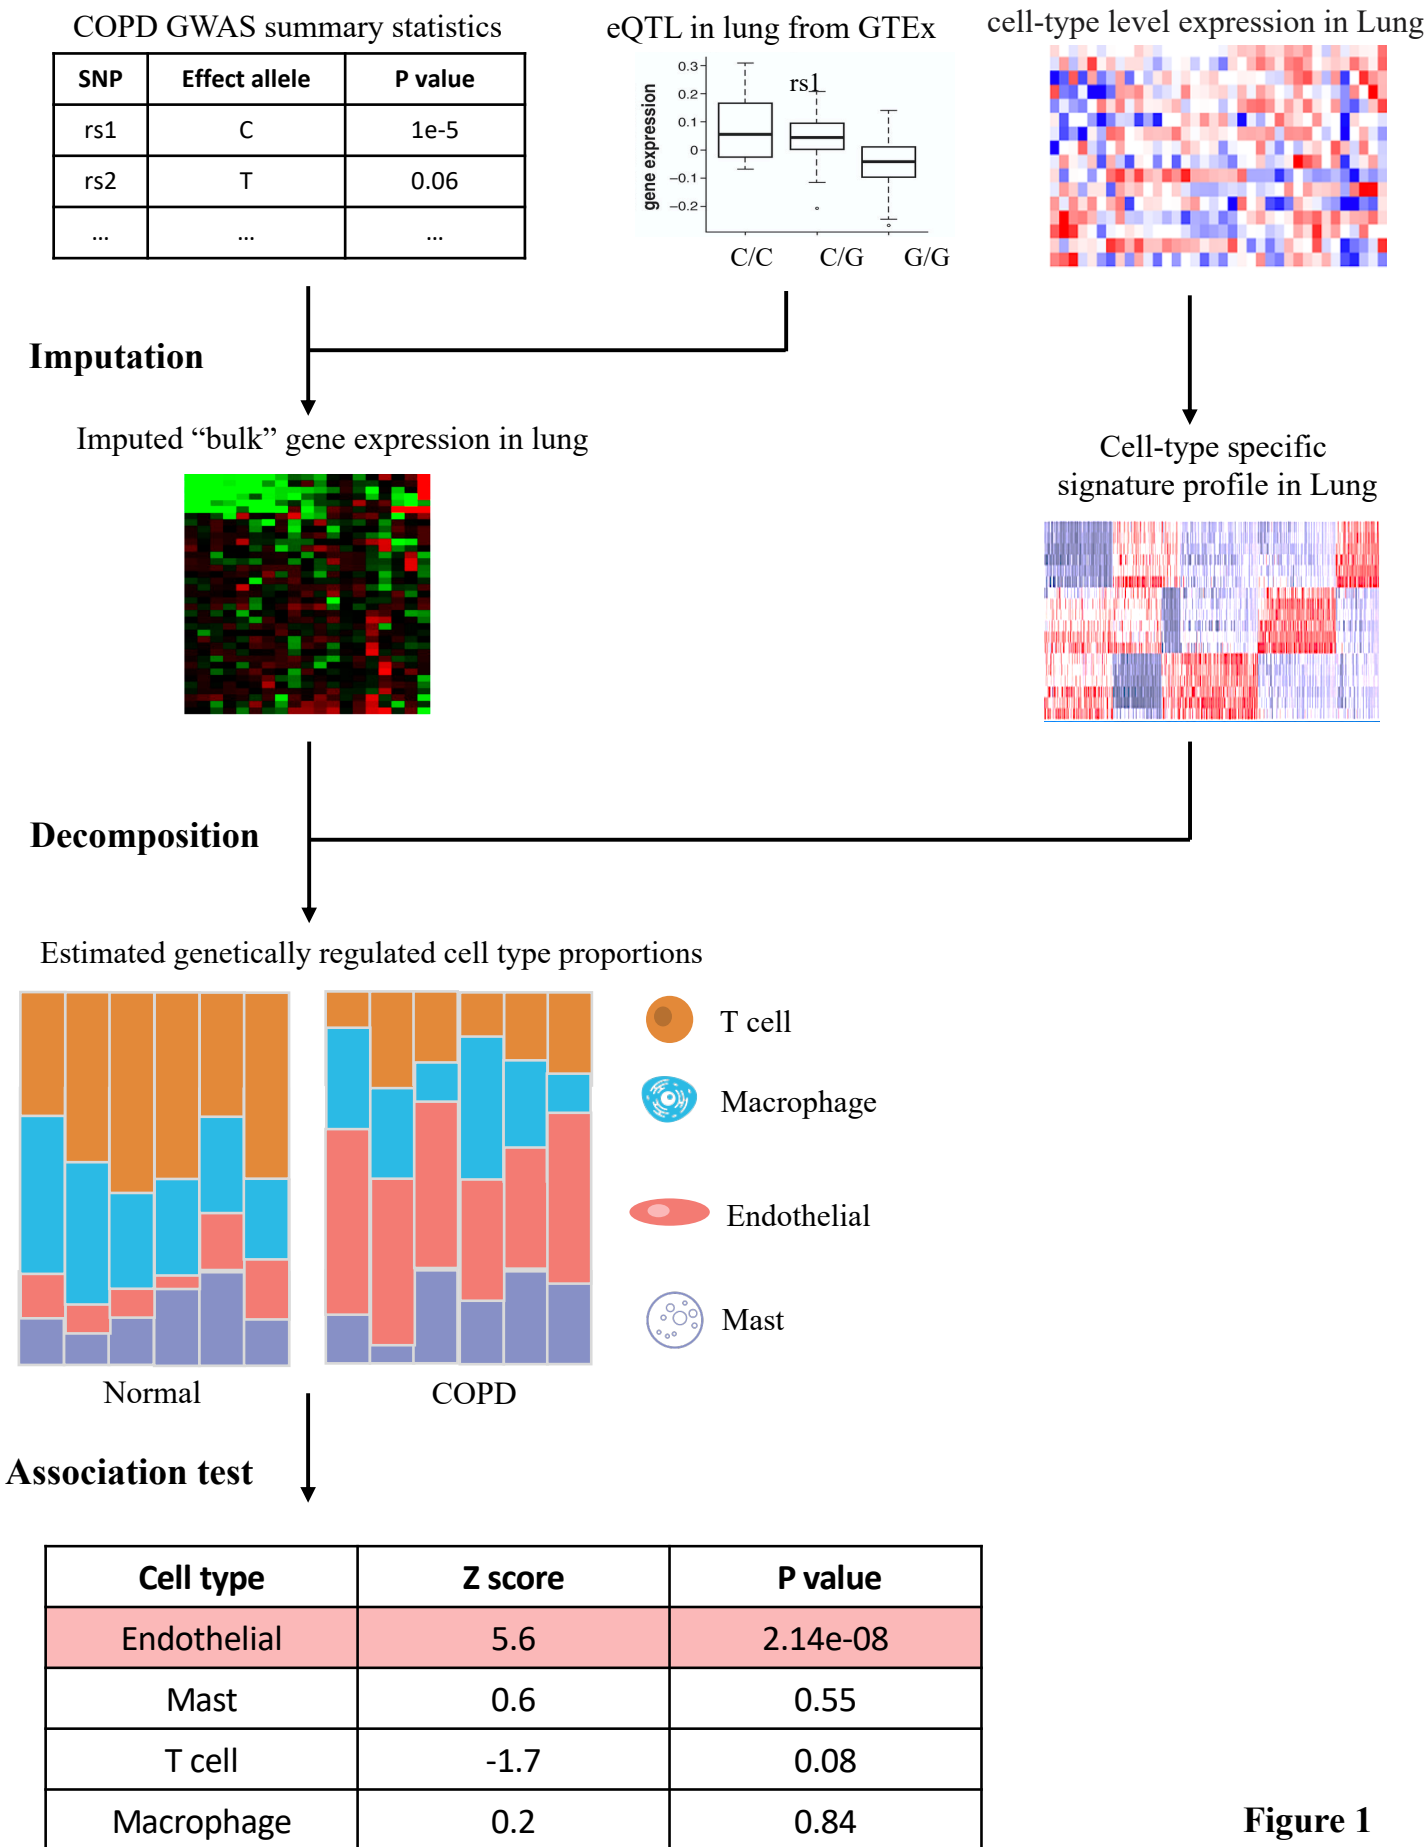 COPD GWAS summary statistics
SNP Effect allele P value
rs1 C 1e-5
rs2 T 0.06
... ... ...
eQTL in lung from GTEx
rs1
gene expression
0.3
0.2
0.1
0
−0.1
−0.2
C/C C/G G/G
cell-type level expression in Lung
Imputation
Imputed “bulk” gene expression in lung
Cell-type specific
signature profile in Lung
Decomposition
Estimated genetically regulated cell type proportions
T cell
Macrophage
Endothelial
Mast
Normal COPD
Association test
Cell type Z score P value
Endothelial 5.6 2.14e-08
Mast 0.6 0.55
T cell -1.7 0.08
Macrophage 0.2 0.84
Figure 1